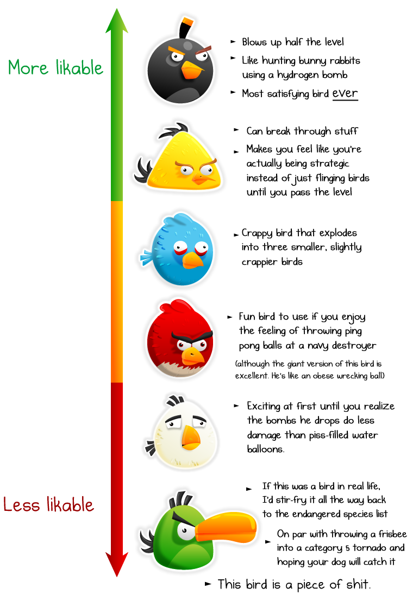 More likable
► Blows up half the level
► Like hunting bunny rabbits
using a hydrogen bomb
► Most satisfying bird ever
► Can break through stuff
► Makes you feel like you're
actually being strategic
instead of just flinging birds
until you pass the level
► Crappy bird that explodes
into three smaller, slightly
crappier birds
► Fun bird to use if you enjoy
the feeling of throwing ping
pong balls at a navy destroyer
(although the giant version of this bird is
excellent. He's like an obese wrecking ball)
► Exciting at first until you realize
the bombs he drops do less
damage than piss-filled water
balloons.
Less likable
► If this was a bird in real life,
I'd stir-fry it all the way back
to the endangered species list
► On par with throwing a frisbee
into a category 5 tornado and
hoping your dog will catch it
► This bird is a piece of shit.